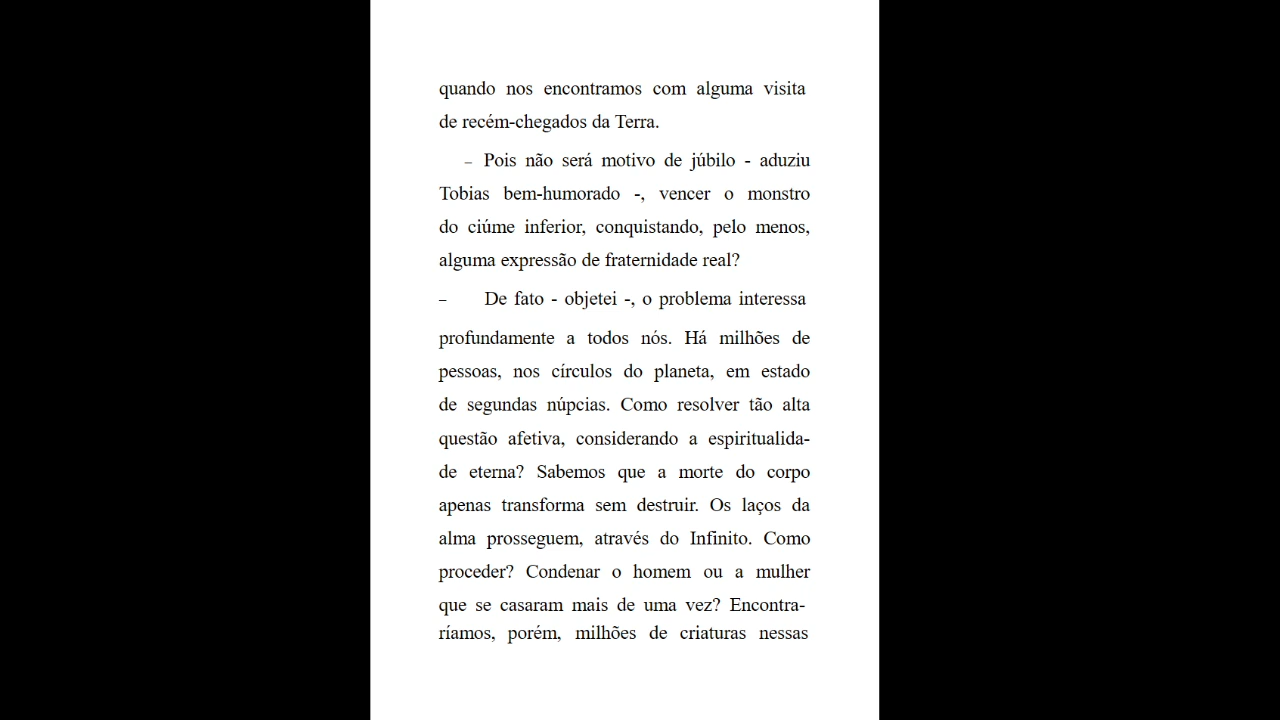 quando nos encontramos com alguma visita
de recém-chegados da Terra.
– Pois não será motivo de júbilo - aduziu
Tobias bem-humorado -, vencer o monstro
do ciúme inferior, conquistando, pelo menos,
alguma expressão de fraternidade real?
– De fato - objetei -, o problema interessa
profundamente a todos nós. Há milhões de
pessoas, nos círculos do planeta, em estado
de segundas núpcias. Como resolver tão alta
questão afetiva, considerando a espiritualida-
de eterna? Sabemos que a morte do corpo
apenas transforma sem destruir. Os laços da
alma prosseguem, através do Infinito. Como
proceder? Condenar o homem ou a mulher
que se casaram mais de uma vez? Encontra-
ríamos, porém, milhões de criaturas nessas